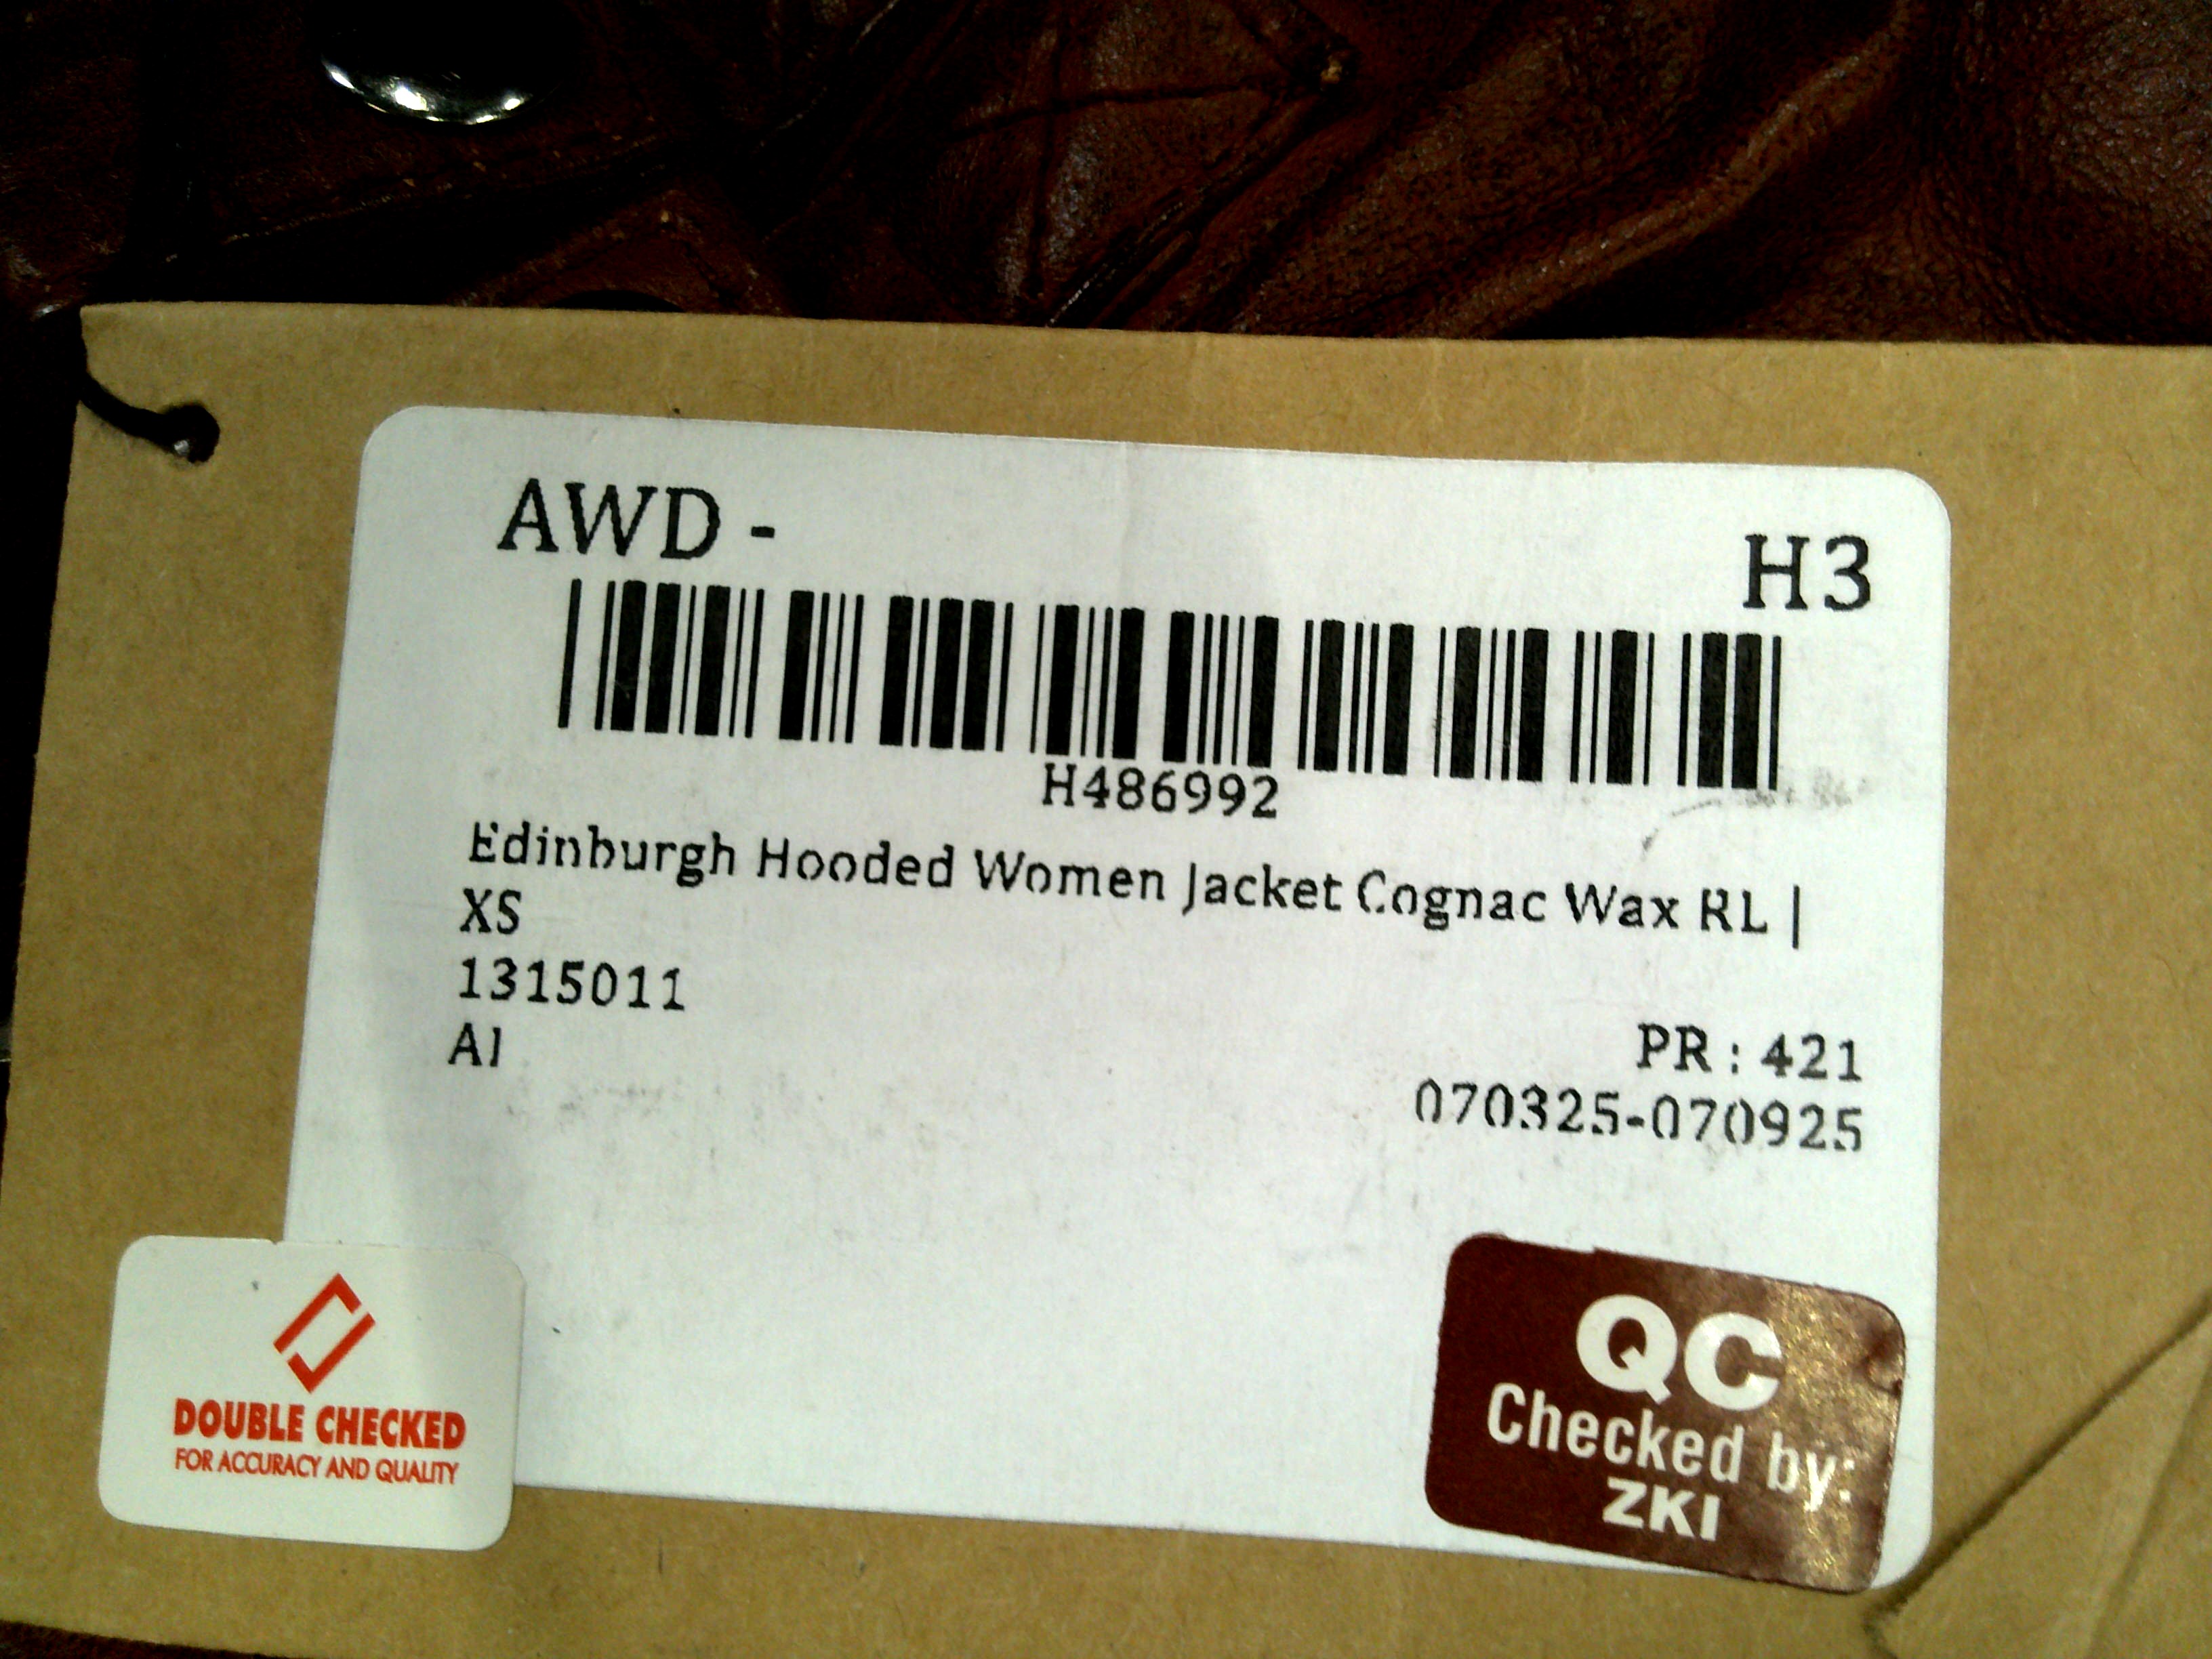 AWD - H3
H486992
Edinburgh Hooded Women Jacket Cognac Wax RL |
XS
1315011
AI PR : 421
070325-070925
DOUBLE CHECKED
FOR ACCURACY AND QUALITY
QC
Checked by:
ZKI